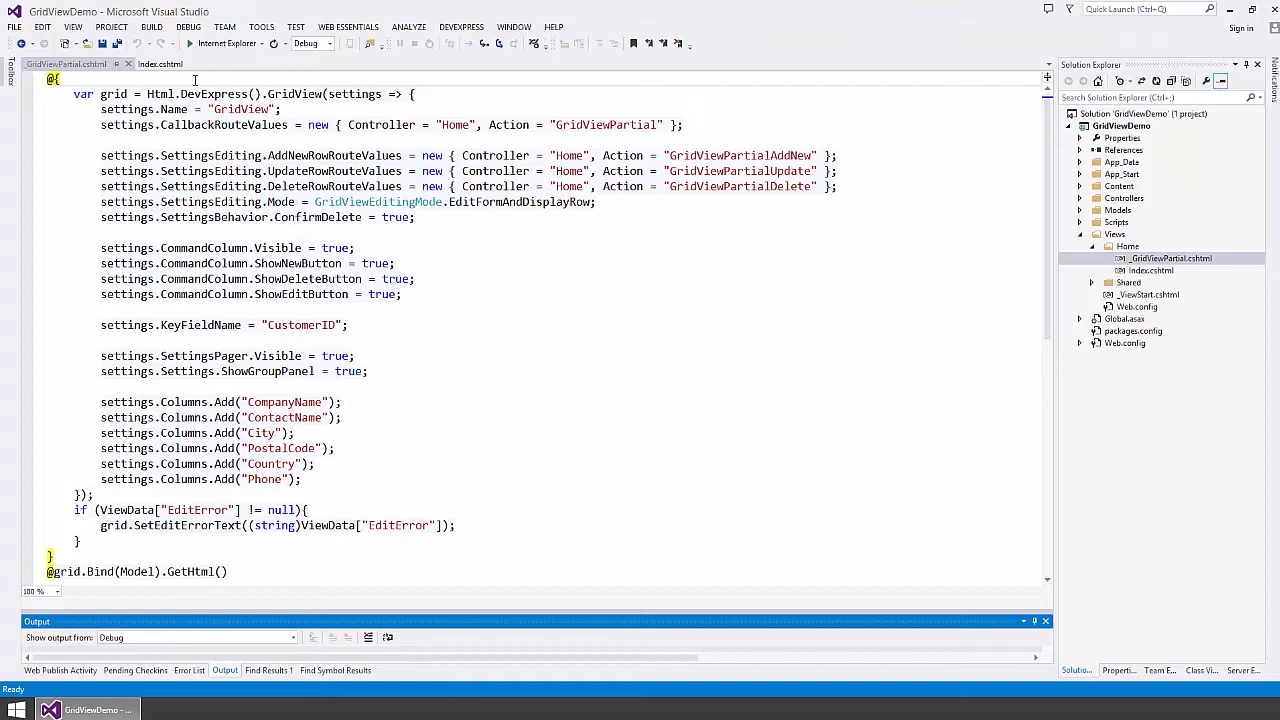 GridViewDemo - Microsoft Visual Studio
Quick Launch (Ctrl+Q)
FILE EDIT VIEW PROJECT BUILD DEBUG TEAM TOOLS TEST WEB ESSENTIALS ANALYZE DEVEXPRESS WINDOW HELP
Sign in
Internet Explorer Debug
Toolbox
GridViewPartial.cshtml Index.cshtml
@{
var grid = Html.DevExpress().GridView(settings => {
settings.Name = "GridView";
settings.CallbackRouteValues = new { Controller = "Home", Action = "GridViewPartial" };
settings.SettingsEditing.AddNewRowRouteValues = new { Controller = "Home", Action = "GridViewPartialAddNew" };
settings.SettingsEditing.UpdateRowRouteValues = new { Controller = "Home", Action = "GridViewPartialUpdate" };
settings.SettingsEditing.DeleteRowRouteValues = new { Controller = "Home", Action = "GridViewPartialDelete" };
settings.SettingsEditing.Mode = GridViewEditingMode.EditFormAndDisplayRow;
settings.SettingsBehavior.ConfirmDelete = true;
settings.CommandColumn.Visible = true;
settings.CommandColumn.ShowNewButton = true;
settings.CommandColumn.ShowDeleteButton = true;
settings.CommandColumn.ShowEditButton = true;
settings.KeyFieldName = "CustomerID";
settings.SettingsPager.Visible = true;
settings.Settings.ShowGroupPanel = true;
settings.Columns.Add("CompanyName");
settings.Columns.Add("ContactName");
settings.Columns.Add("City");
settings.Columns.Add("PostalCode");
settings.Columns.Add("Country");
settings.Columns.Add("Phone");
});
if (ViewData["EditError"] != null){
grid.SetEditErrorText((string)ViewData["EditError"]);
}
}
@grid.Bind(Model).GetHtml()
100 %
Output
Show output from: Debug
Web Publish Activity Pending Checkins Error List Output Find Results 1 Find Symbol Results
Solution Explorer
Search Solution Explorer (Ctrl+;)
Solution 'GridViewDemo' (1 project)
GridViewDemo
Properties
References
App_Data
App_Start
Content
Controllers
Models
Scripts
Views
Home
_GridViewPartial.cshtml
Index.cshtml
Shared
_ViewStart.cshtml
Web.config
Global.asax
packages.config
Web.config
Solutio... Properti... Team E... Class Vi... Server E...
Notifications
Ready
GridViewDemo - ...